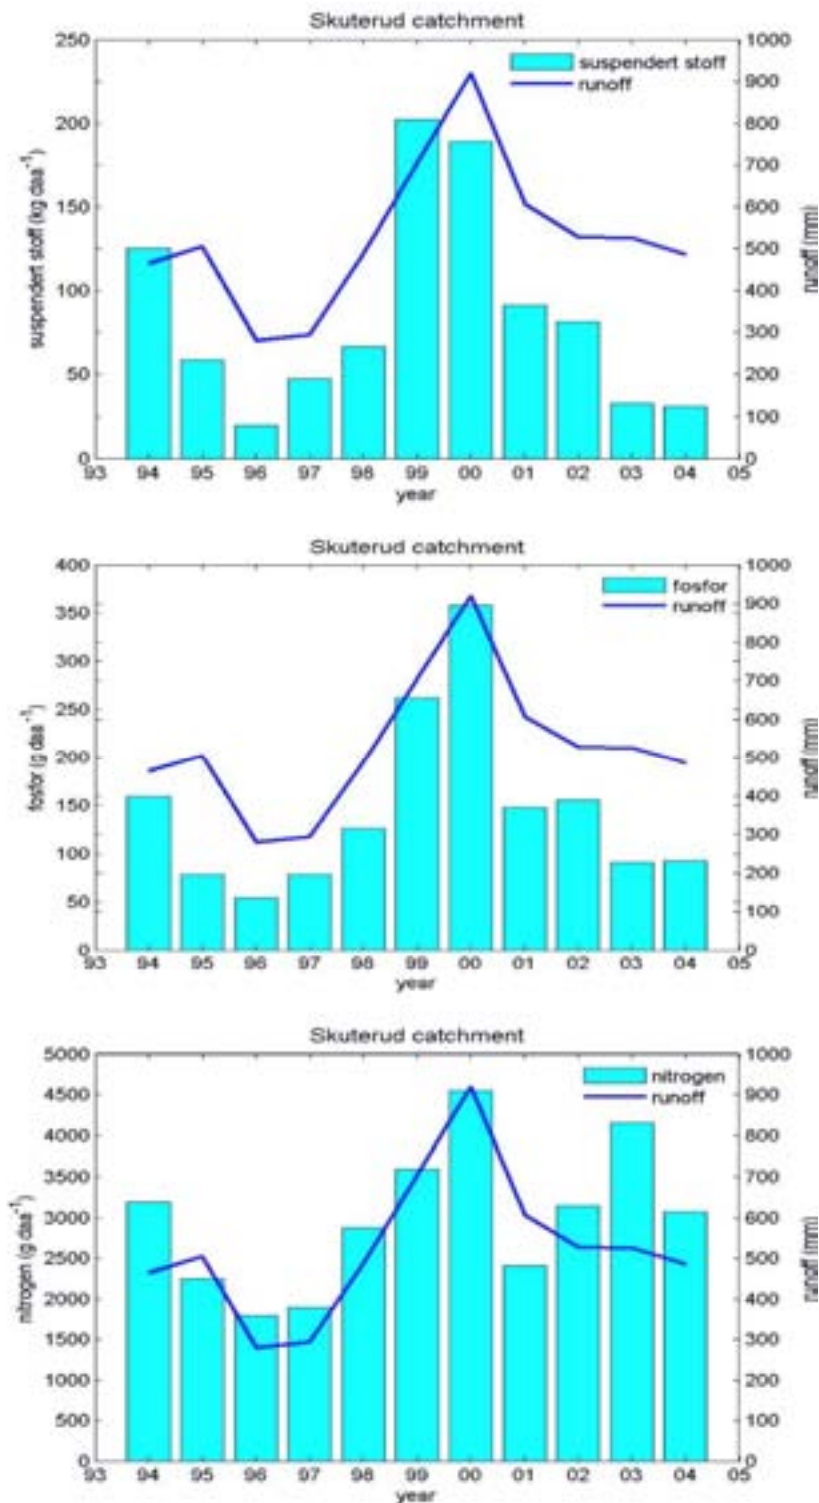 Skuterud catchment
250
200
150
100
50
0
suspendert stoff (kg daa⁻¹)
suspendert stoff
runoff
1000
900
800
700
600
500
400
300
200
100
0
runoff (mm)
93 94 95 96 97 98 99 00 01 02 03 04 05
year
Skuterud catchment
400
350
300
250
200
150
100
50
0
fosfor (g daa⁻¹)
fosfor
runoff
1000
900
800
700
600
500
400
300
200
100
0
runoff (mm)
93 94 95 96 97 98 99 00 01 02 03 04 05
year
Skuterud catchment
5000
4500
4000
3500
3000
2500
2000
1500
1000
500
0
nitrogen (g daa⁻¹)
nitrogen
runoff
1000
900
800
700
600
500
400
300
200
100
0
runoff (mm)
93 94 95 96 97 98 99 00 01 02 03 04 05
year